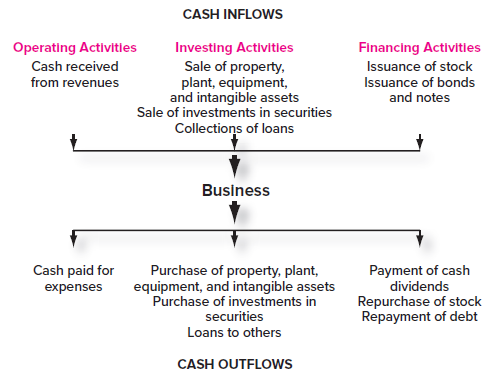 CASH INFLOWS
Operating Activities
Cash received
from revenues
Investing Activities
Sale of property,
plant, equipment,
and intangible assets
Sale of investments in securities
Collections of loans
Financing Activities
Issuance of stock
Issuance of bonds
and notes
Business
Cash paid for
expenses
Purchase of property, plant,
equipment, and intangible assets
Purchase of investments in
securities
Loans to others
Payment of cash
dividends
Repurchase of stock
Repayment of debt
CASH OUTFLOWS